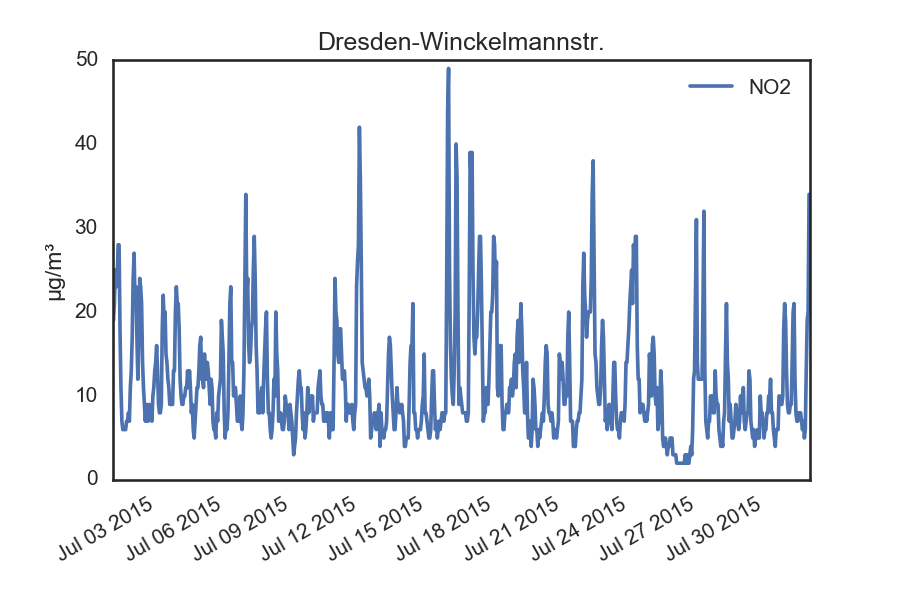 Dresden-Winckelmannstr.
50
40
30
20
10
0
µg/m³
NO2
Jul 03 2015
Jul 06 2015
Jul 09 2015
Jul 12 2015
Jul 15 2015
Jul 18 2015
Jul 21 2015
Jul 24 2015
Jul 27 2015
Jul 30 2015